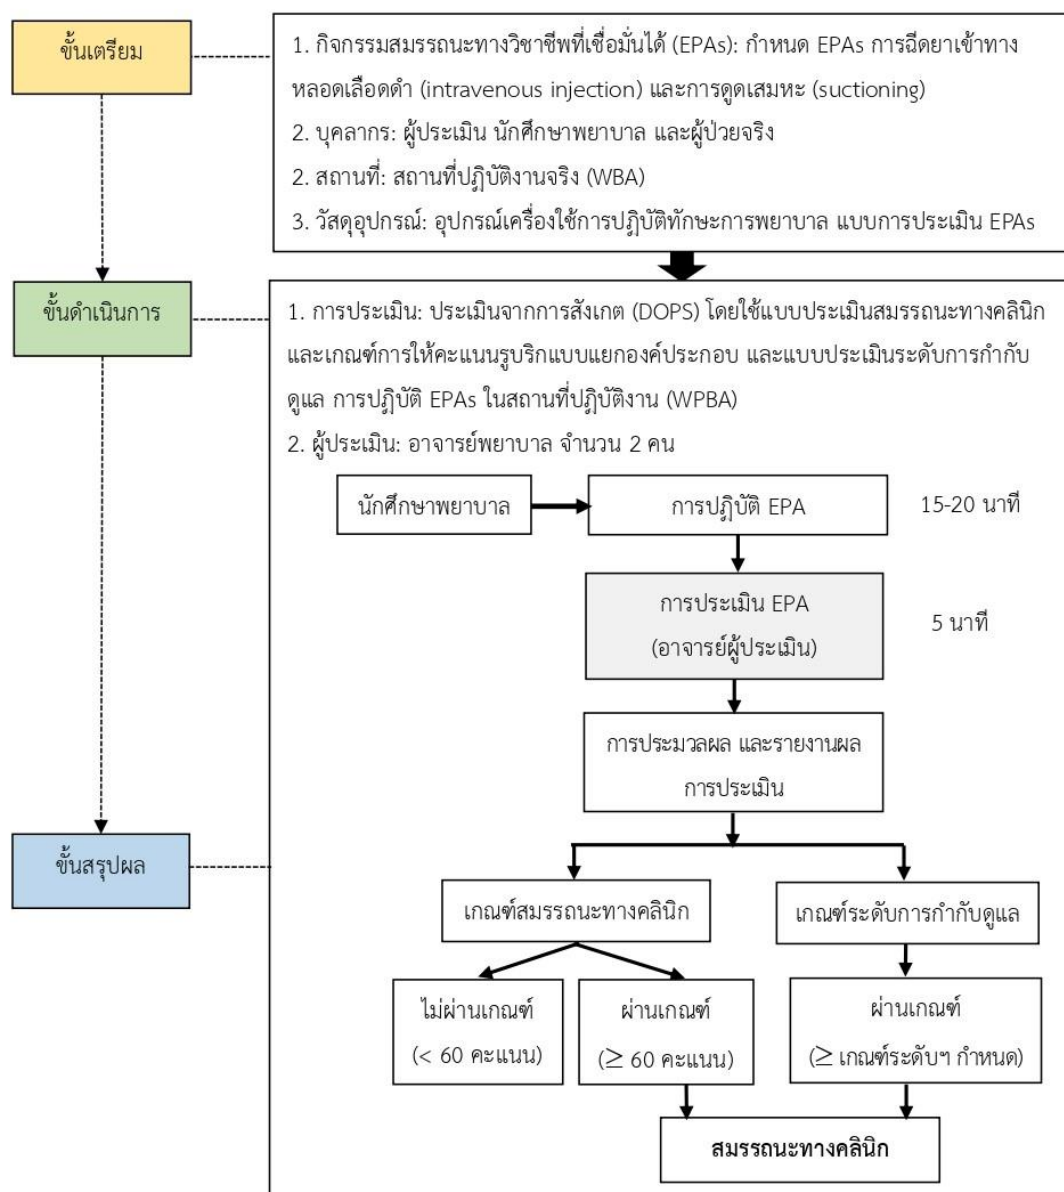 ขั้นเตรียม
1. กิจกรรมสมรรถนะทางวิชาชีพที่เชื่อมั่นได้ (EPAs): กำหนด EPAs การฉีดยาเข้าทาง
หลอดเลือดดำ (intravenous injection) และการดูดเสมหะ (suctioning)
2. บุคลากร: ผู้ประเมิน นักศึกษาพยาบาล และผู้ป่วยจริง
2. สถานที่: สถานที่ปฏิบัติงานจริง (WBA)
3. วัสดุอุปกรณ์: อุปกรณ์เครื่องใช้การปฏิบัติทักษะการพยาบาล แบบการประเมิน EPAs
ขั้นดำเนินการ
1. การประเมิน: ประเมินจากการสังเกต (DOPS) โดยใช้แบบประเมินสมรรถนะทางคลินิก
และเกณฑ์การให้คะแนนรูบริกแบบแยกองค์ประกอบ และแบบประเมินระดับการกำกับ
ดูแล การปฏิบัติ EPAs ในสถานที่ปฏิบัติงาน (WPBA)
2. ผู้ประเมิน: อาจารย์พยาบาล จำนวน 2 คน
นักศึกษาพยาบาล
การปฏิบัติ EPA
15-20 นาที
การประเมิน EPA
(อาจารย์ผู้ประเมิน)
5 นาที
การประมวลผล และรายงานผล
การประเมิน
ขั้นสรุปผล
เกณฑ์สมรรถนะทางคลินิก
เกณฑ์ระดับการกำกับดูแล
ไม่ผ่านเกณฑ์
(< 60 คะแนน)
ผ่านเกณฑ์
(≥ 60 คะแนน)
ผ่านเกณฑ์
(≥ เกณฑ์ระดับฯ กำหนด)
สมรรถนะทางคลินิก